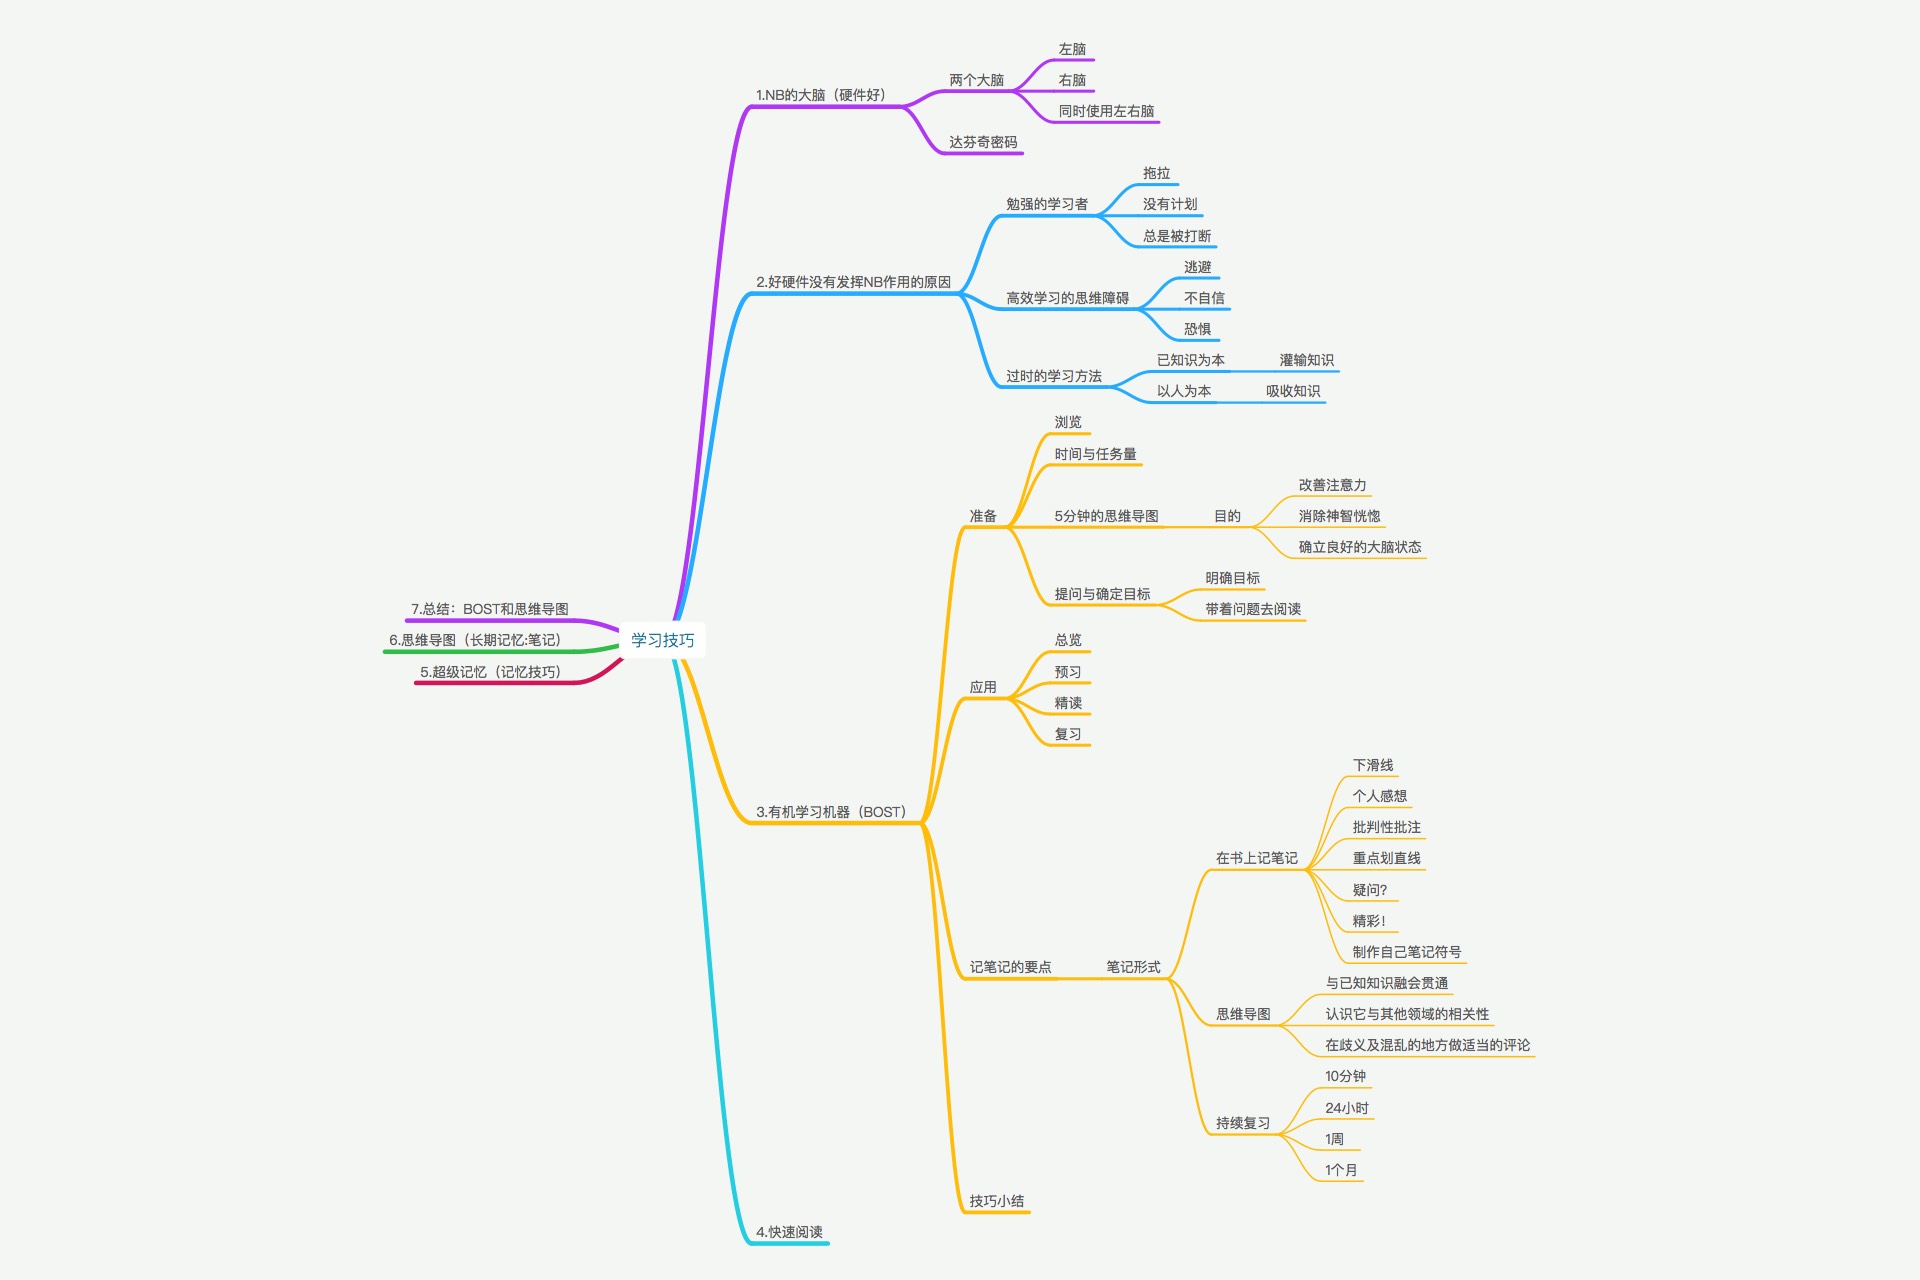 学习技巧
1.NB的大脑（硬件好）
两个大脑
左脑
右脑
同时使用左右脑
达芬奇密码
2.好硬件没有发挥NB作用的原因
勉强的学习者
拖拉
没有计划
总是被打断
高效学习的思维障碍
逃避
不自信
恐惧
过时的学习方法
已知识为本
灌输知识
以人为本
吸收知识
3.有机学习机器（BOST）
准备
浏览
时间与任务量
5分钟的思维导图
目的
改善注意力
消除神智恍惚
确立良好的大脑状态
提问与确定目标
明确目标
带着问题去阅读
应用
总览
预习
精读
复习
记笔记的要点
笔记形式
在书上记笔记
下滑线
个人感想
批判性批注
重点划直线
疑问？
精彩！
制作自己笔记符号
思维导图
与已知知识融会贯通
认识它与其他领域的相关性
在歧义及混乱的地方做适当的评论
持续复习
10分钟
24小时
1周
1个月
技巧小结
4.快速阅读
5.超级记忆（记忆技巧）
6.思维导图（长期记忆:笔记）
7.总结：BOST和思维导图